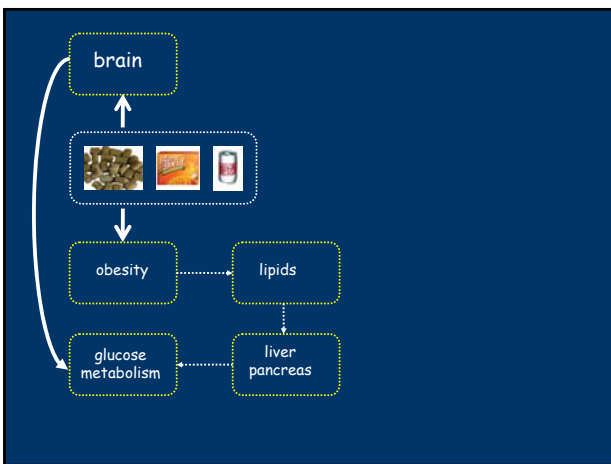 brain
obesity
lipids
glucose
metabolism
liver
pancreas